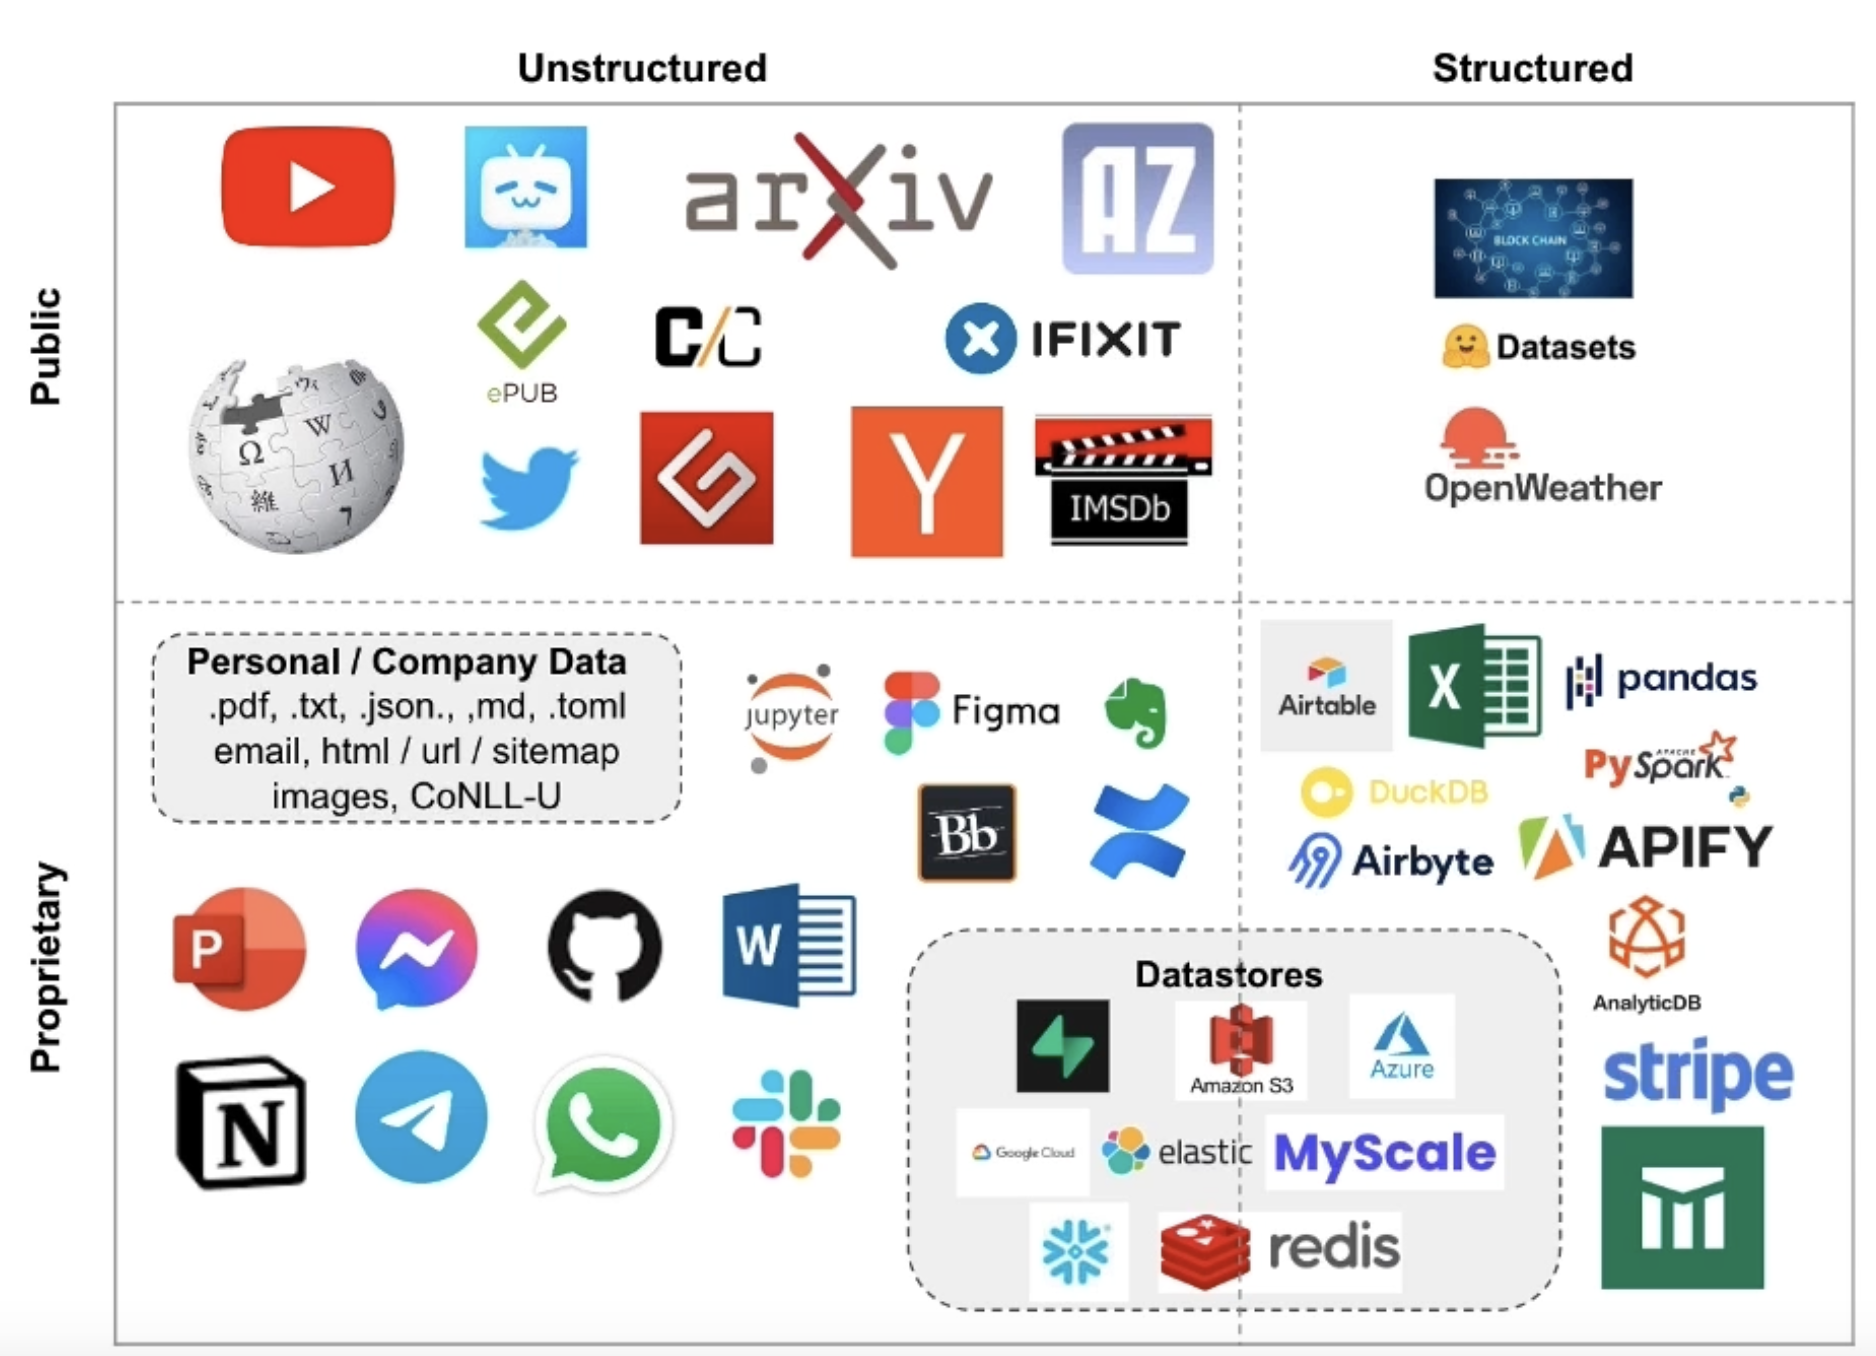 Unstructured
Structured
Public
arXiv
AZ
BLOCK CHAIN
ePUB
C/C
IFIXIT
Datasets
Ω
W
И
維
Y
IMSDb
OpenWeather
Proprietary
Personal / Company Data
.pdf, .txt, .json., ,md, .toml
email, html / url / sitemap
images, CoNLL-U
jupyter
Figma
Airtable
X
pandas
APACHE
PySpark
DuckDB
Bb
Airbyte
APIFY
P
W
AnalyticDB
Datastores
Amazon S3
Azure
stripe
N
Google Cloud
elastic
MyScale
redis